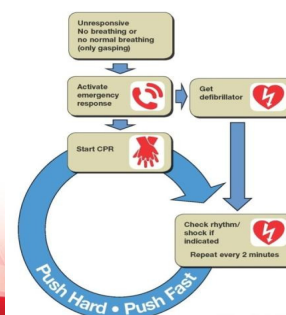 Unresponsive
No breathing or
no normal breathing
(only gasping)
Activate
emergency
response
Get
defibrillator
Start CPR
Check rhythm/
shock if
indicated
Repeat every 2 minutes
Push Hard • Push Fast